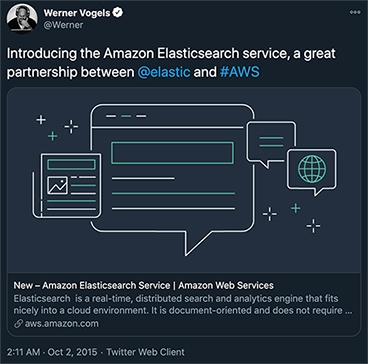 Werner Vogels
@Werner
Introducing the Amazon Elasticsearch service, a great
partnership between @elastic and #AWS
New – Amazon Elasticsearch Service | Amazon Web Services
Elasticsearch is a real-time, distributed search and analytics engine that fits
nicely into a cloud environment. It is document-oriented and does not require ...
aws.amazon.com
2:11 AM · Oct 2, 2015 · Twitter Web Client